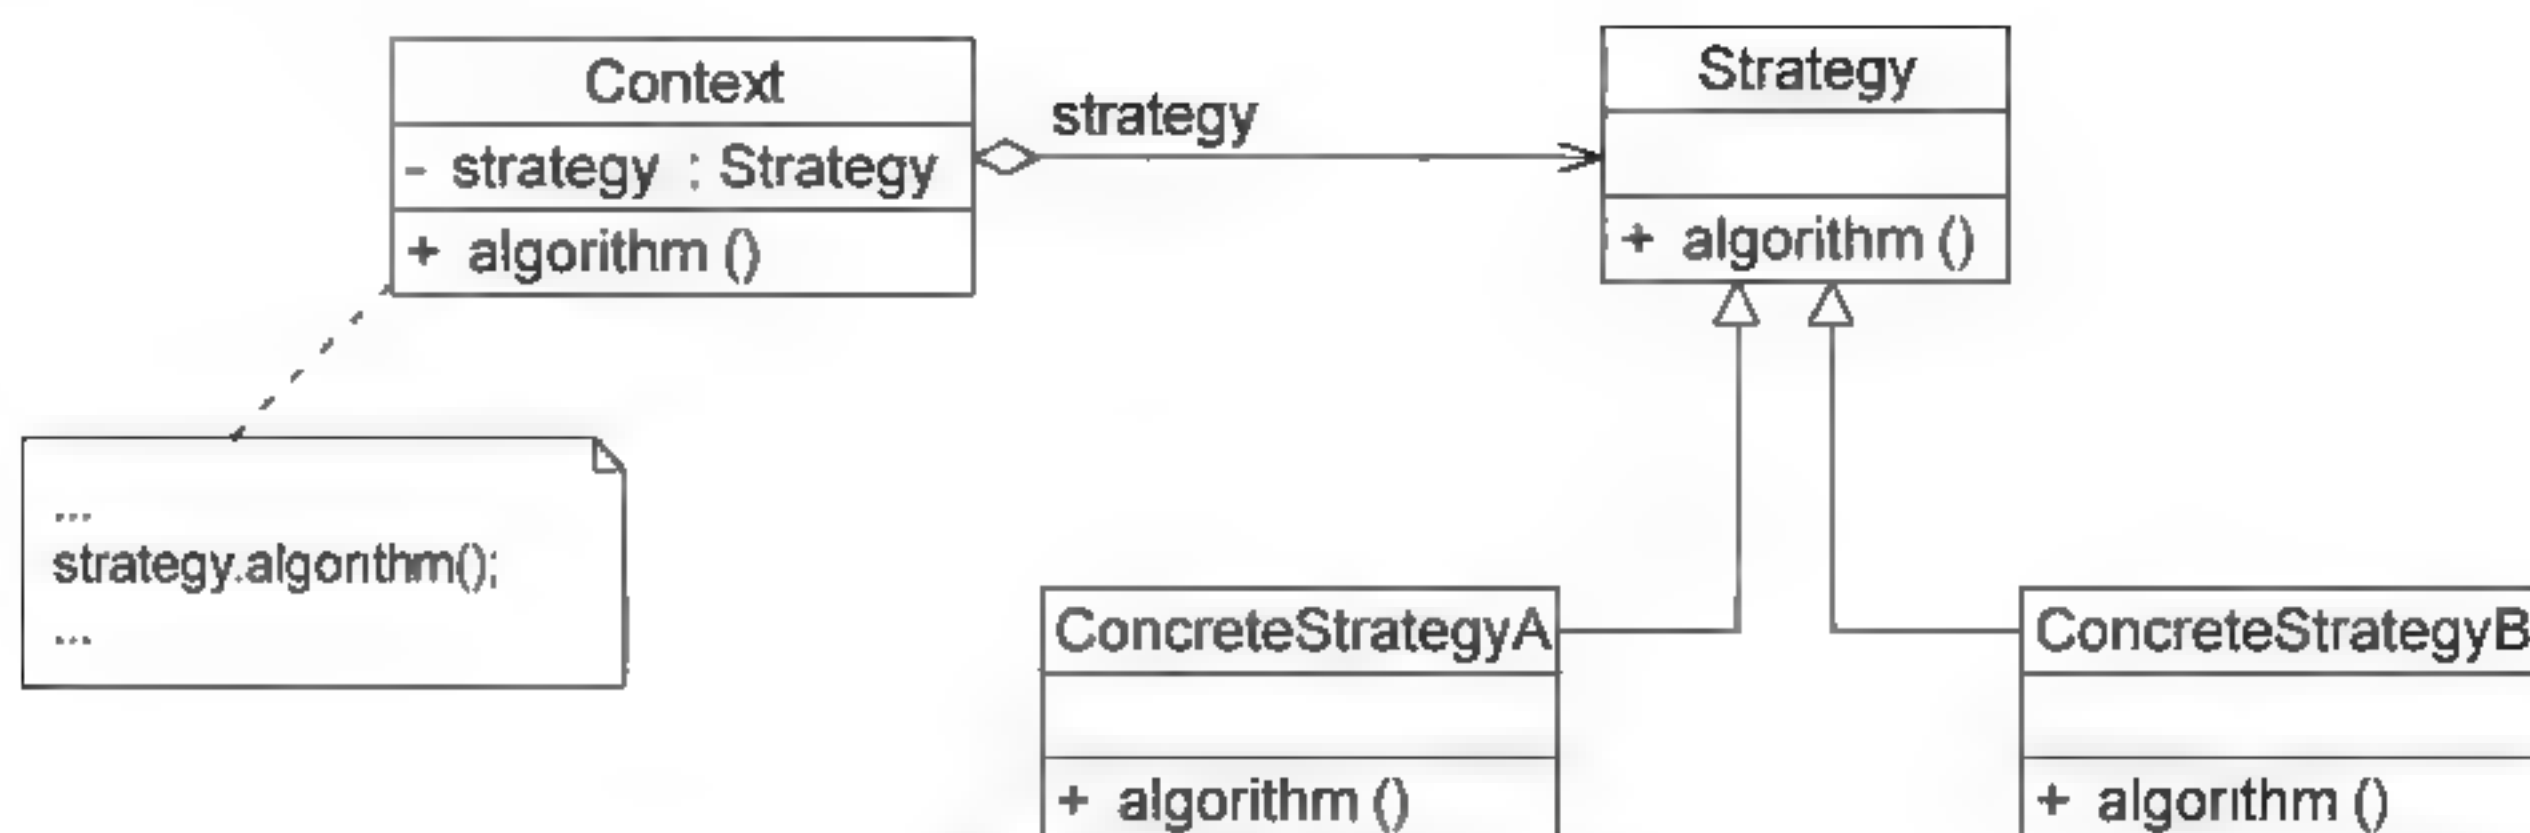 Context
- strategy : Strategy
+ algorithm ()
strategy
Strategy
+ algorithm ()
...
strategy.algorithm();
...
ConcreteStrategyA
+ algorithm ()
ConcreteStrategyB
+ algorithm ()